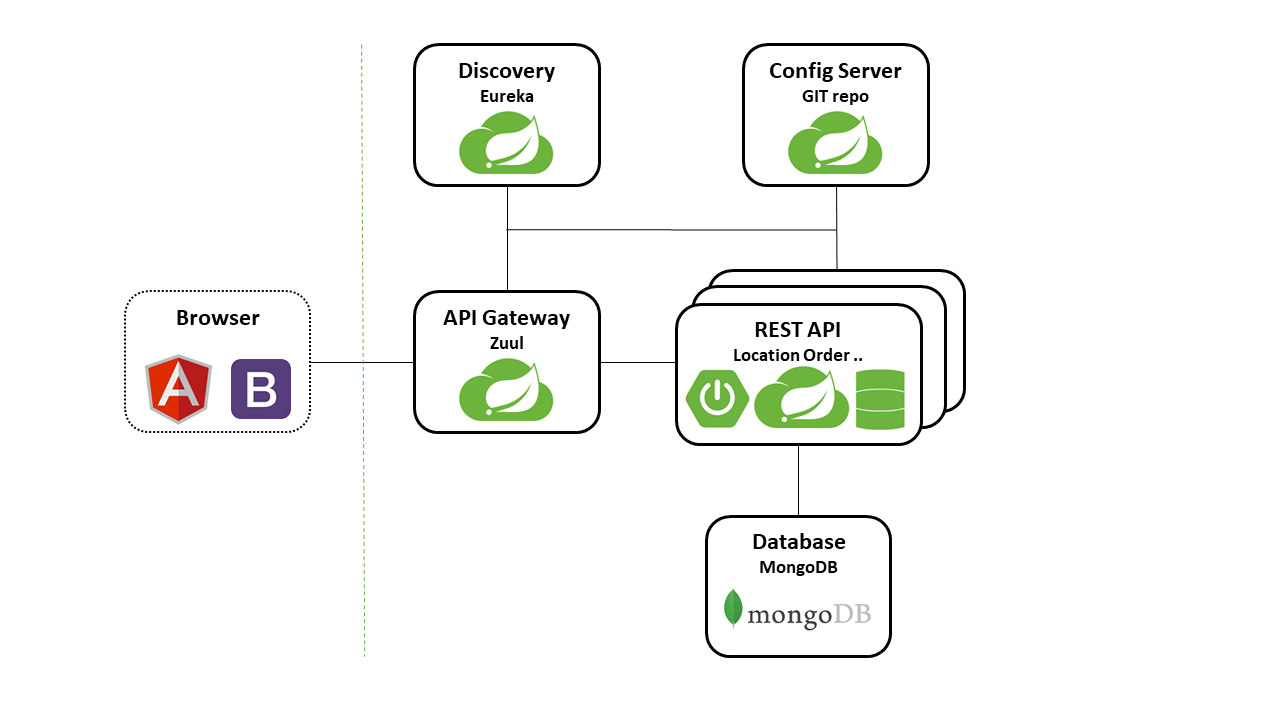 Discovery
Eureka
Config Server
GIT repo
Browser
A
B
API Gateway
Zuul
REST API
Location Order ..
Database
MongoDB
mongoDB